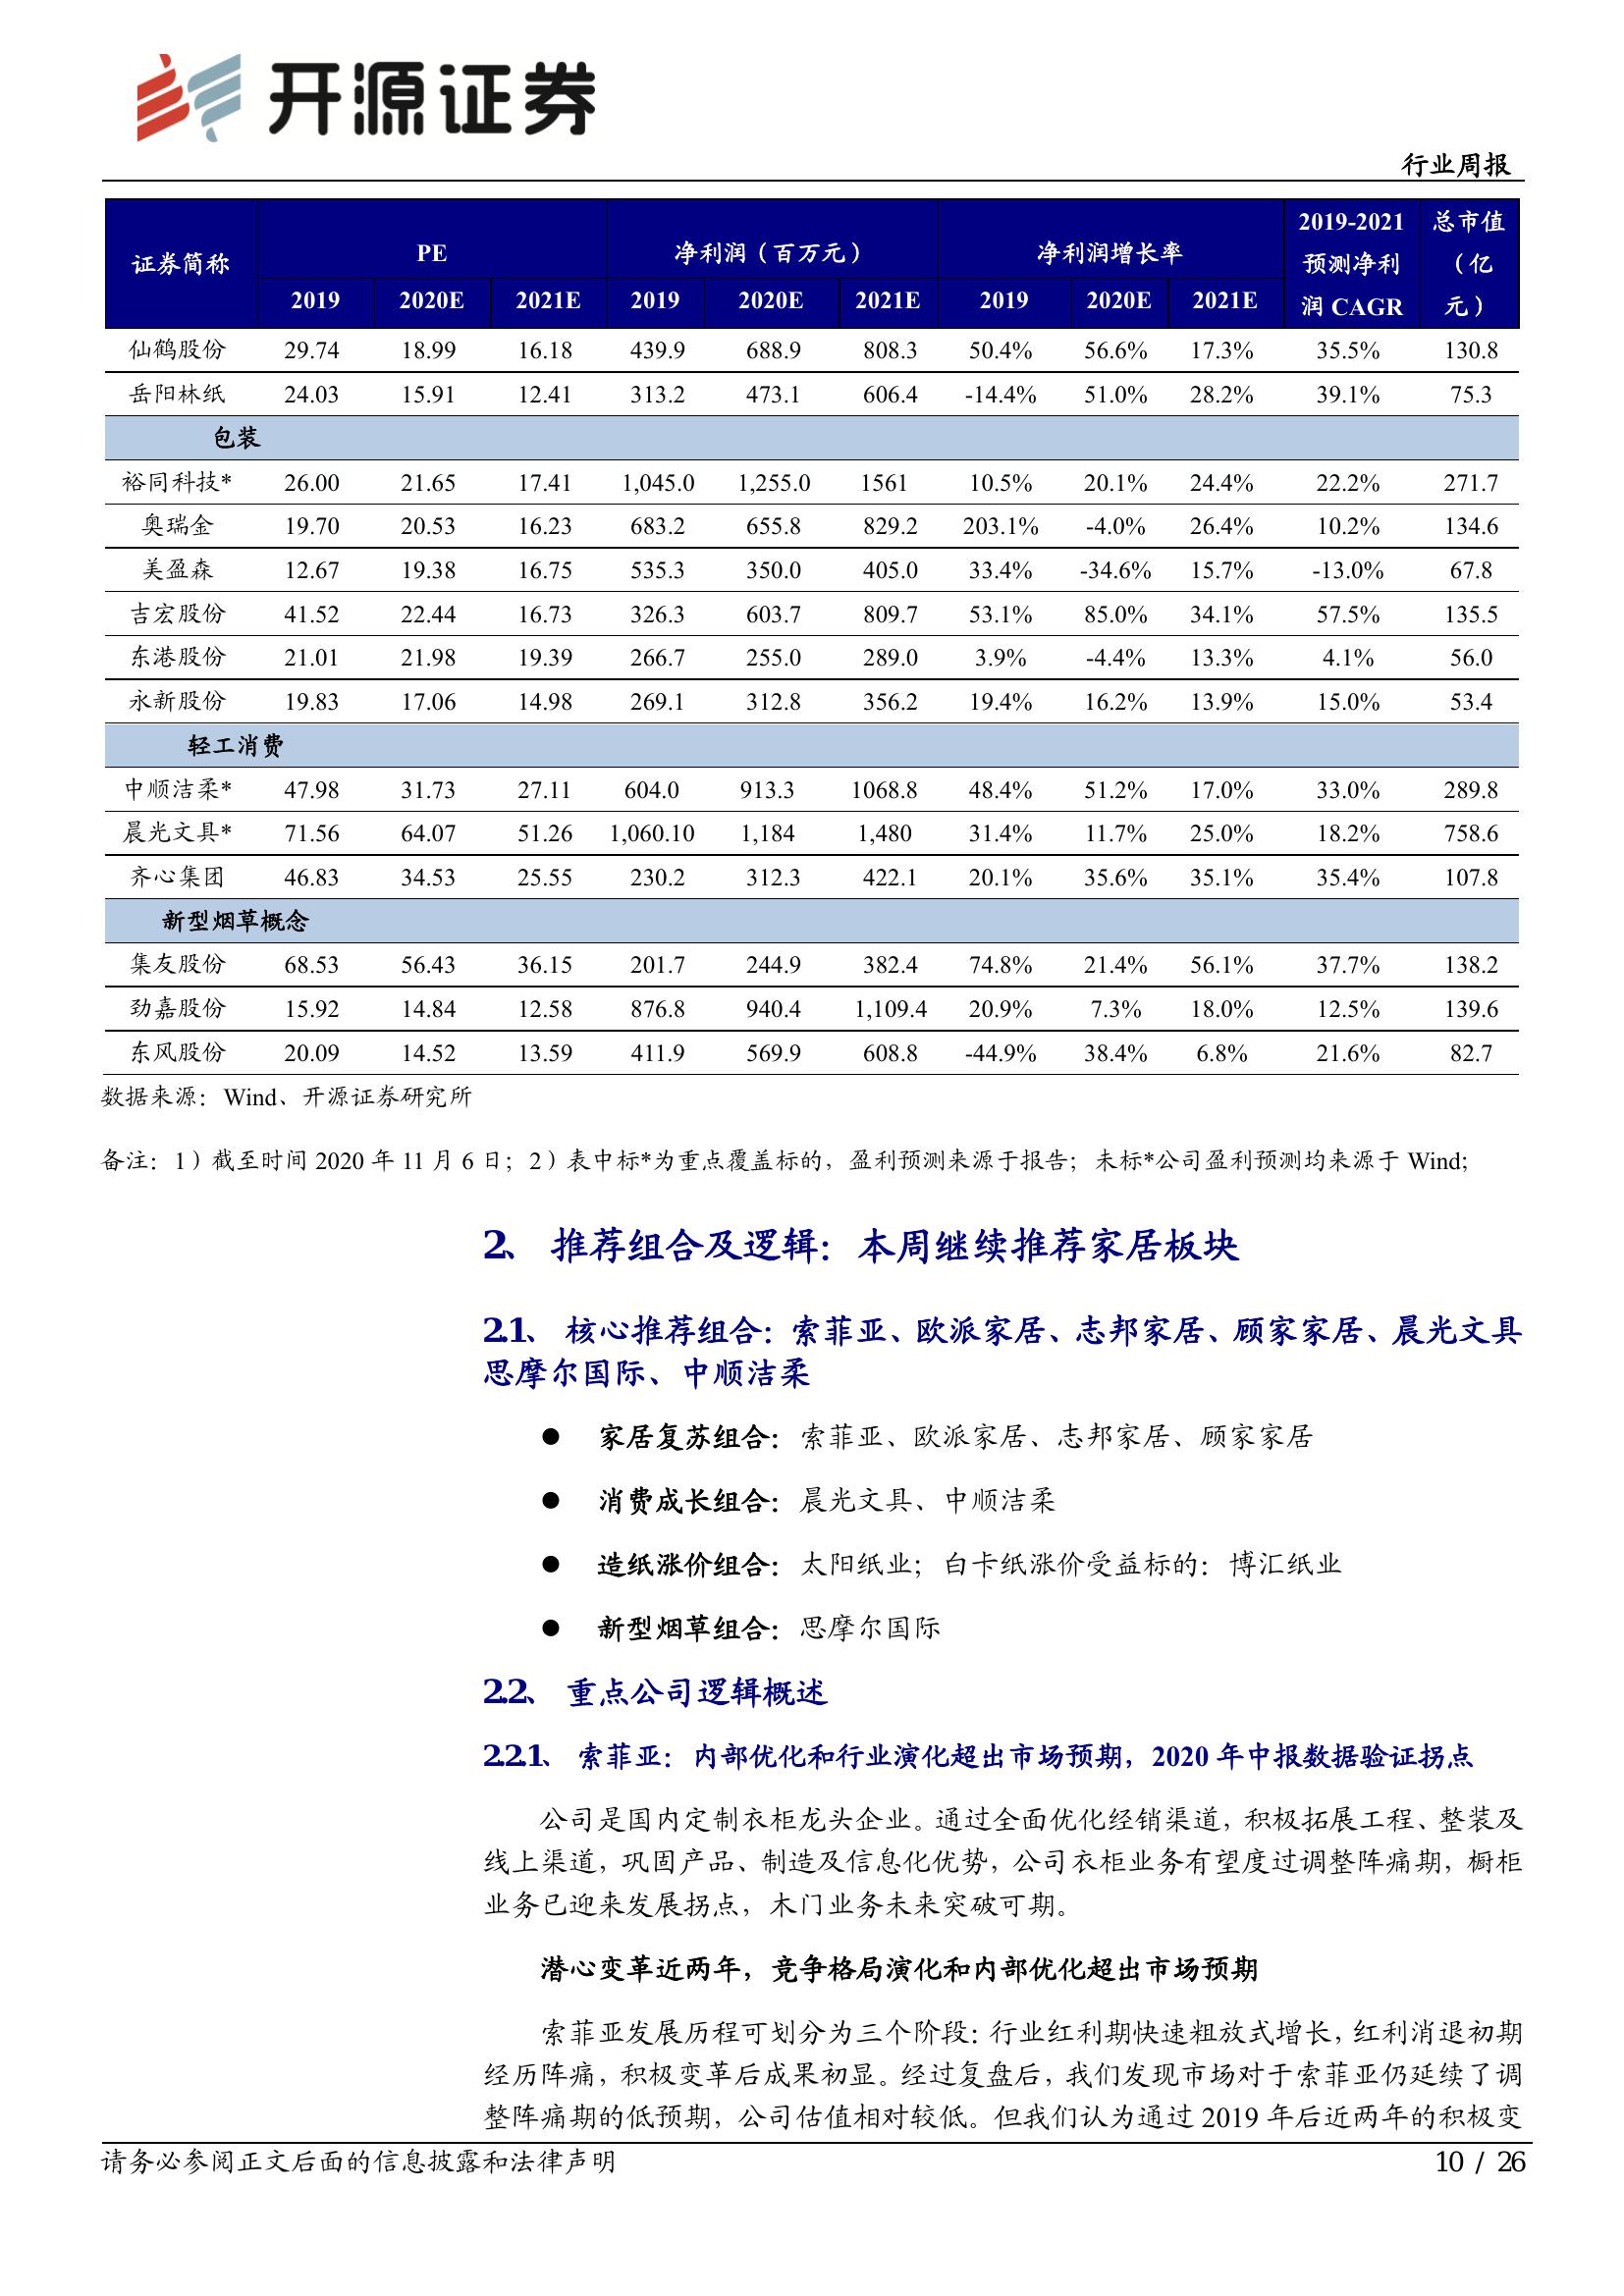 开源证券
行业周报
证券简称 PE 净利润（百万元） 净利润增长率 2019-2021 预测净利润 CAGR 总市值（亿元）
2019 2020E 2021E 2019 2020E 2021E 2019 2020E 2021E
仙鹤股份 29.74 18.99 16.18 439.9 688.9 808.3 50.4% 56.6% 17.3% 35.5% 130.8
岳阳林纸 24.03 15.91 12.41 313.2 473.1 606.4 -14.4% 51.0% 28.2% 39.1% 75.3
包装
裕同科技* 26.00 21.65 17.41 1,045.0 1,255.0 1561 10.5% 20.1% 24.4% 22.2% 271.7
奥瑞金 19.70 20.53 16.23 683.2 655.8 829.2 203.1% -4.0% 26.4% 10.2% 134.6
美盈森 12.67 19.38 16.75 535.3 350.0 405.0 33.4% -34.6% 15.7% -13.0% 67.8
吉宏股份 41.52 22.44 16.73 326.3 603.7 809.7 53.1% 85.0% 34.1% 57.5% 135.5
东港股份 21.01 21.98 19.39 266.7 255.0 289.0 3.9% -4.4% 13.3% 4.1% 56.0
永新股份 19.83 17.06 14.98 269.1 312.8 356.2 19.4% 16.2% 13.9% 15.0% 53.4
轻工消费
中顺洁柔* 47.98 31.73 27.11 604.0 913.3 1068.8 48.4% 51.2% 17.0% 33.0% 289.8
晨光文具* 71.56 64.07 51.26 1,060.10 1,184 1,480 31.4% 11.7% 25.0% 18.2% 758.6
齐心集团 46.83 34.53 25.55 230.2 312.3 422.1 20.1% 35.6% 35.1% 35.4% 107.8
新型烟草概念
集友股份 68.53 56.43 36.15 201.7 244.9 382.4 74.8% 21.4% 56.1% 37.7% 138.2
劲嘉股份 15.92 14.84 12.58 876.8 940.4 1,109.4 20.9% 7.3% 18.0% 12.5% 139.6
东风股份 20.09 14.52 13.59 411.9 569.9 608.8 -44.9% 38.4% 6.8% 21.6% 82.7
数据来源：Wind、开源证券研究所
备注：1）截至时间 2020 年 11 月 6 日；2）表中标*为重点覆盖标的，盈利预测来源于报告；未标*公司盈利预测均来源于 Wind；
2、 推荐组合及逻辑：本周继续推荐家居板块
2.1、 核心推荐组合：索菲亚、欧派家居、志邦家居、顾家家居、晨光文具
思摩尔国际、中顺洁柔
● 家居复苏组合：索菲亚、欧派家居、志邦家居、顾家家居
● 消费成长组合：晨光文具、中顺洁柔
● 造纸涨价组合：太阳纸业；白卡纸涨价受益标的：博汇纸业
● 新型烟草组合：思摩尔国际
2.2、 重点公司逻辑概述
2.2.1、 索菲亚：内部优化和行业演化超出市场预期，2020 年中报数据验证拐点
公司是国内定制衣柜龙头企业。通过全面优化经销渠道，积极拓展工程、整装及
线上渠道，巩固产品、制造及信息化优势，公司衣柜业务有望度过调整阵痛期，橱柜
业务已迎来发展拐点，木门业务未来突破可期。
潜心变革近两年，竞争格局演化和内部优化超出市场预期
索菲亚发展历程可划分为三个阶段：行业红利期快速粗放式增长，红利消退初期
经历阵痛，积极变革后成果初显。经过复盘后，我们发现市场对于索菲亚仍延续了调
整阵痛期的低预期，公司估值相对较低。但我们认为通过 2019 年后近两年的积极变
请务必参阅正文后面的信息披露和法律声明
10 / 26